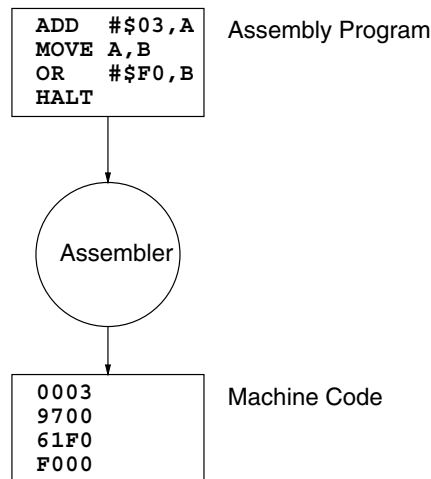 ADD #$03,A
MOVE A,B
OR #$F0,B
HALT
Assembly Program
Assembler
0003
9700
61F0
F000
Machine Code